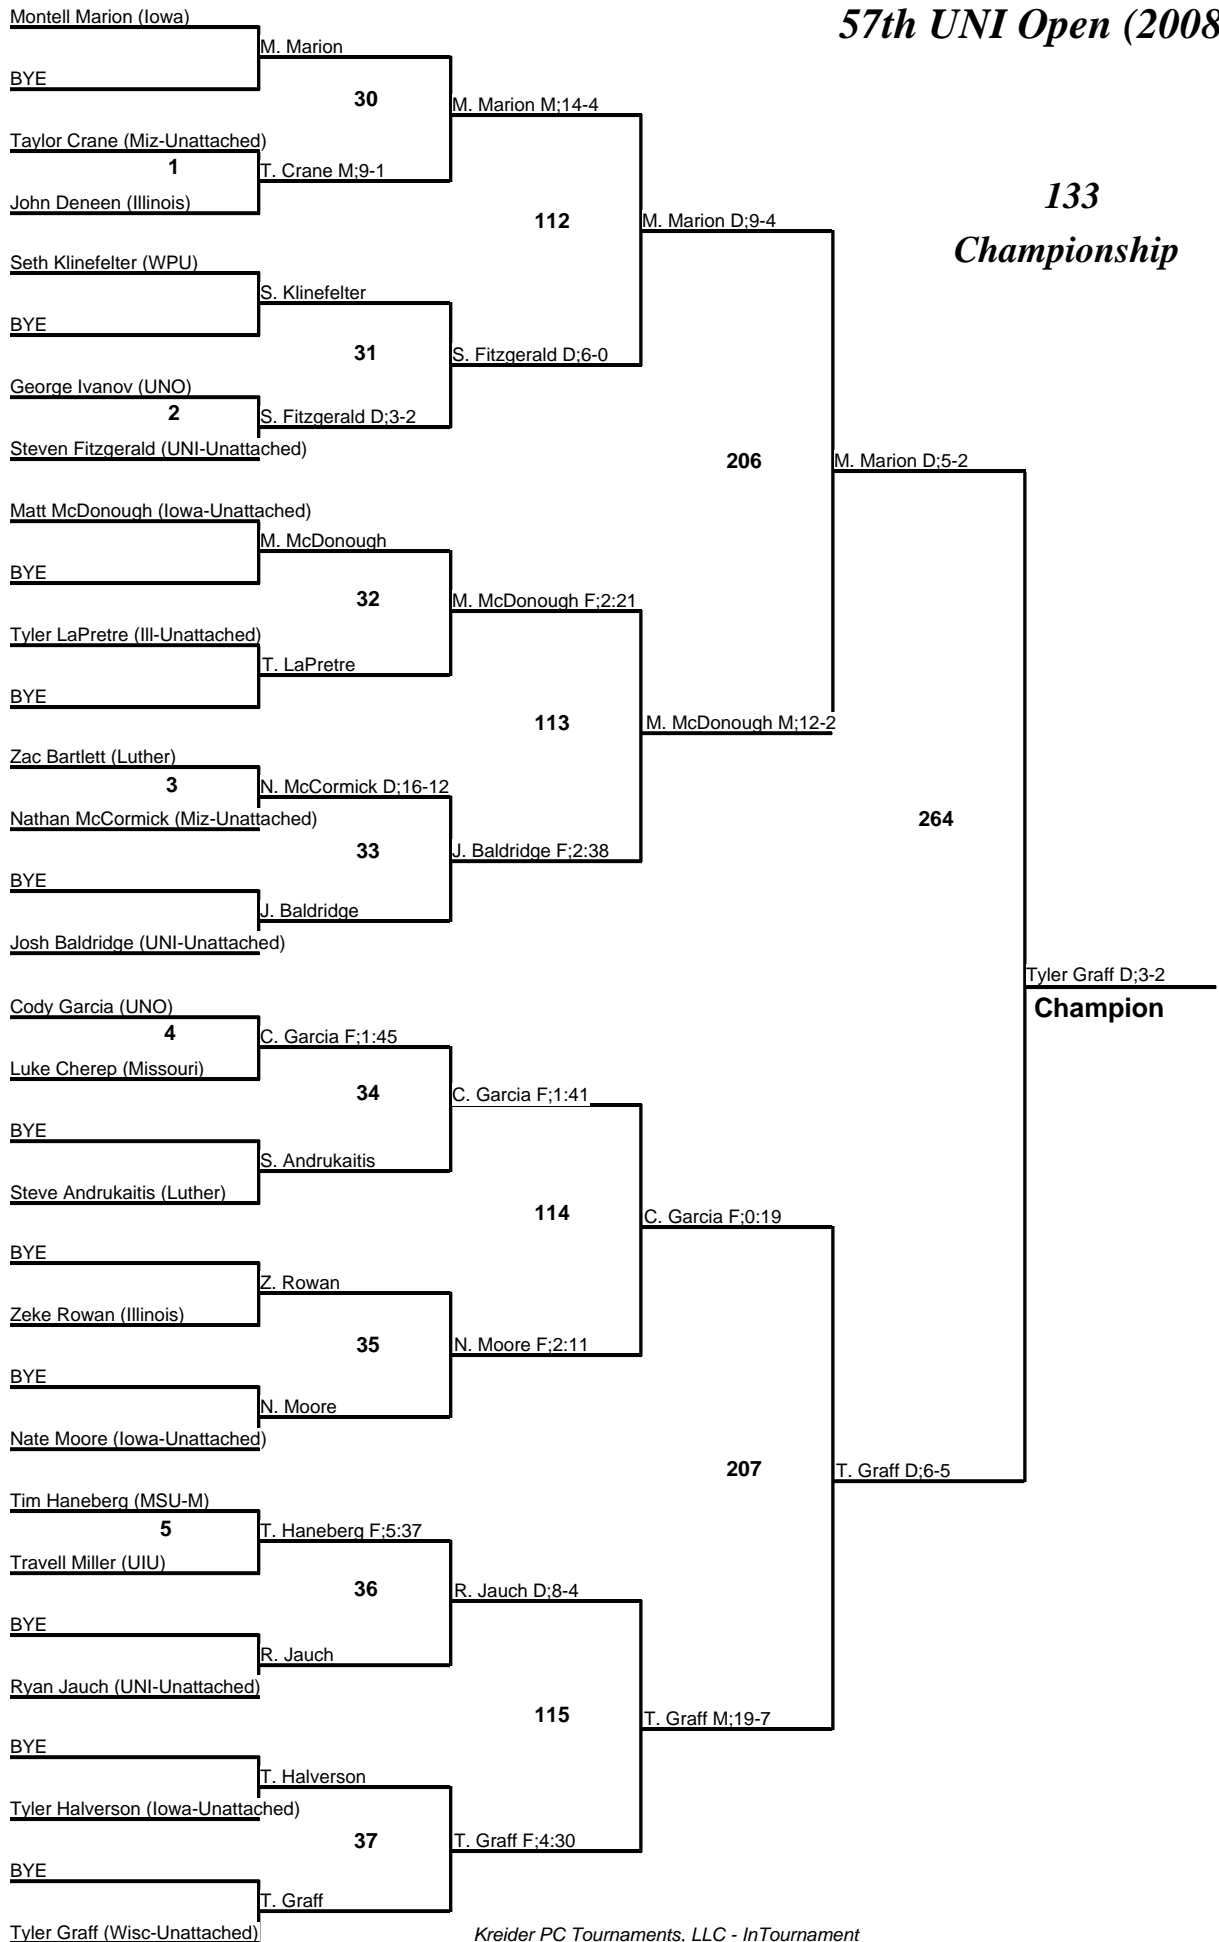 57th UNI Open (2008
133
Championship
Montell Marion (Iowa)
M. Marion
BYE
30
M. Marion M;14-4
Taylor Crane (Miz-Unattached)
1
T. Crane M;9-1
John Deneen (Illinois)
112
M. Marion D;9-4
Seth Klinefelter (WPU)
S. Klinefelter
BYE
31
S. Fitzgerald D;6-0
George Ivanov (UNO)
2
S. Fitzgerald D;3-2
Steven Fitzgerald (UNI-Unattached)
206
M. Marion D;5-2
Matt McDonough (Iowa-Unattached)
M. McDonough
BYE
32
M. McDonough F;2:21
Tyler LaPretre (Ill-Unattached)
T. LaPretre
BYE
113
M. McDonough M;12-2
Zac Bartlett (Luther)
3
N. McCormick D;16-12
Nathan McCormick (Miz-Unattached)
264
33
J. Baldridge F;2:38
BYE
J. Baldridge
Josh Baldridge (UNI-Unattached)
Tyler Graff D;3-2
Champion
Cody Garcia (UNO)
4
C. Garcia F;1:45
Luke Cherep (Missouri)
34
C. Garcia F;1:41
BYE
S. Andrukaitis
Steve Andrukaitis (Luther)
114
C. Garcia F;0:19
BYE
Z. Rowan
Zeke Rowan (Illinois)
35
N. Moore F;2:11
BYE
N. Moore
Nate Moore (Iowa-Unattached)
207
T. Graff D;6-5
Tim Haneberg (MSU-M)
5
T. Haneberg F;5:37
Travell Miller (UIU)
36
R. Jauch D;8-4
BYE
R. Jauch
Ryan Jauch (UNI-Unattached)
115
T. Graff M;19-7
BYE
T. Halverson
Tyler Halverson (Iowa-Unattached)
37
T. Graff F;4:30
BYE
T. Graff
Tyler Graff (Wisc-Unattached)
Kreider PC Tournaments, LLC - InTournament